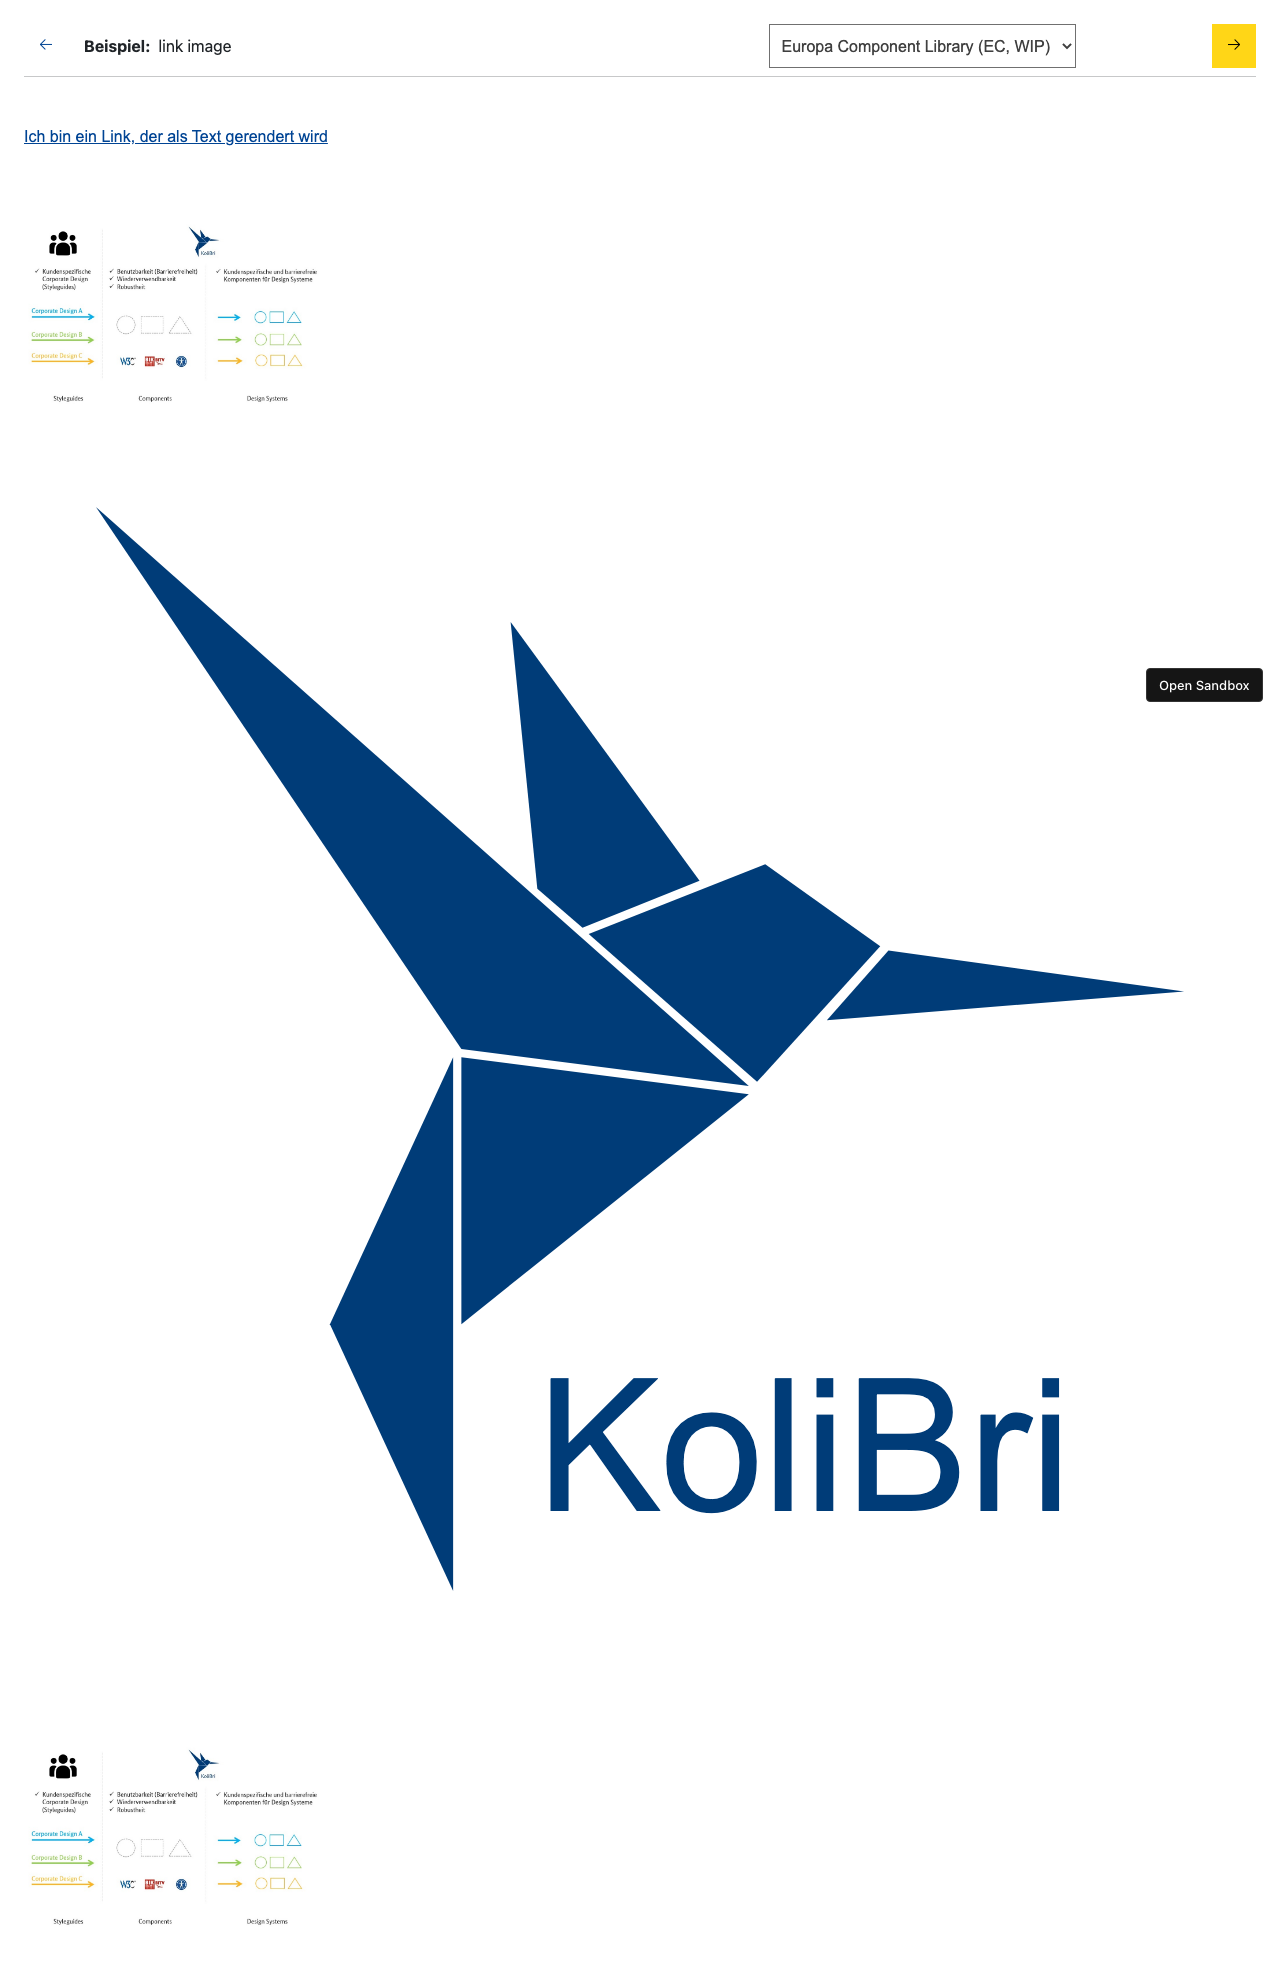 Beispiel: link image
Europa Component Library (EC, WIP)
Ich bin ein Link, der als Text gerendert wird
KoliBri
✓ Kundenspezifische
Corporate Design
(Styleguides)
✓ Benutzbarkeit (Barrierefreiheit)
✓ Wiederverwendbarkeit
✓ Robustheit
✓ Kundenspezifische und barrierefreie
Komponenten für Design Systeme
Corporate Design A
Corporate Design B
Corporate Design C
W3C
Styleguides
Components
Design Systems
Open Sandbox
KoliBri
KoliBri
✓ Kundenspezifische
Corporate Design
(Styleguides)
✓ Benutzbarkeit (Barrierefreiheit)
✓ Wiederverwendbarkeit
✓ Robustheit
✓ Kundenspezifische und barrierefreie
Komponenten für Design Systeme
Corporate Design A
Corporate Design B
Corporate Design C
W3C
Styleguides
Components
Design Systems